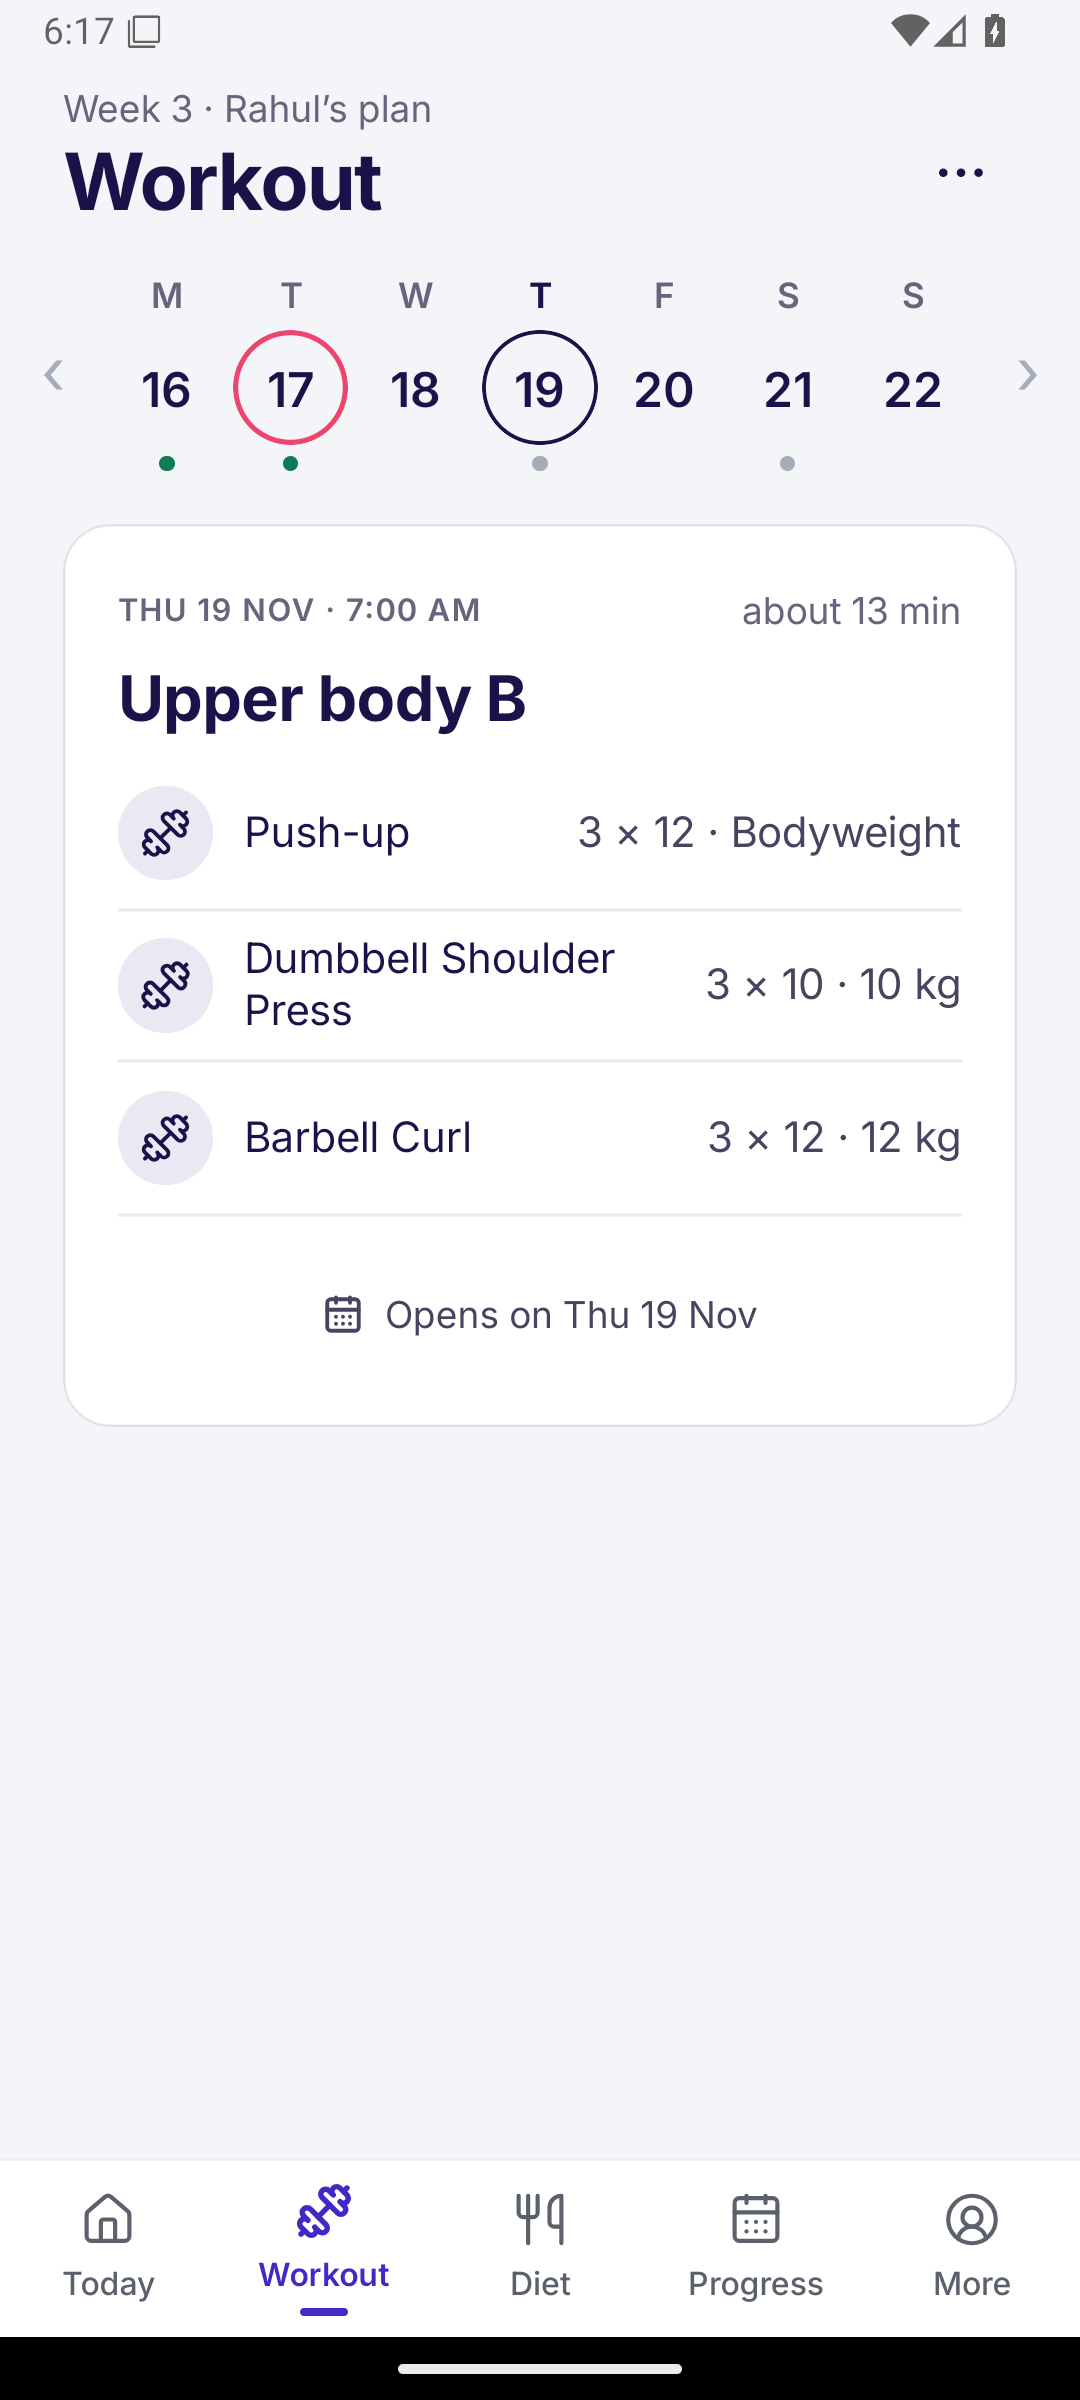 6:17
Week 3 · Rahul’s plan
Workout
M T W T F S S
16 17 18 19 20 21 22
THU 19 NOV · 7:00 AM about 13 min
Upper body B
Push-up 3 × 12 · Bodyweight
Dumbbell Shoulder
Press 3 × 10 · 10 kg
Barbell Curl 3 × 12 · 12 kg
Opens on Thu 19 Nov
Today Workout Diet Progress More